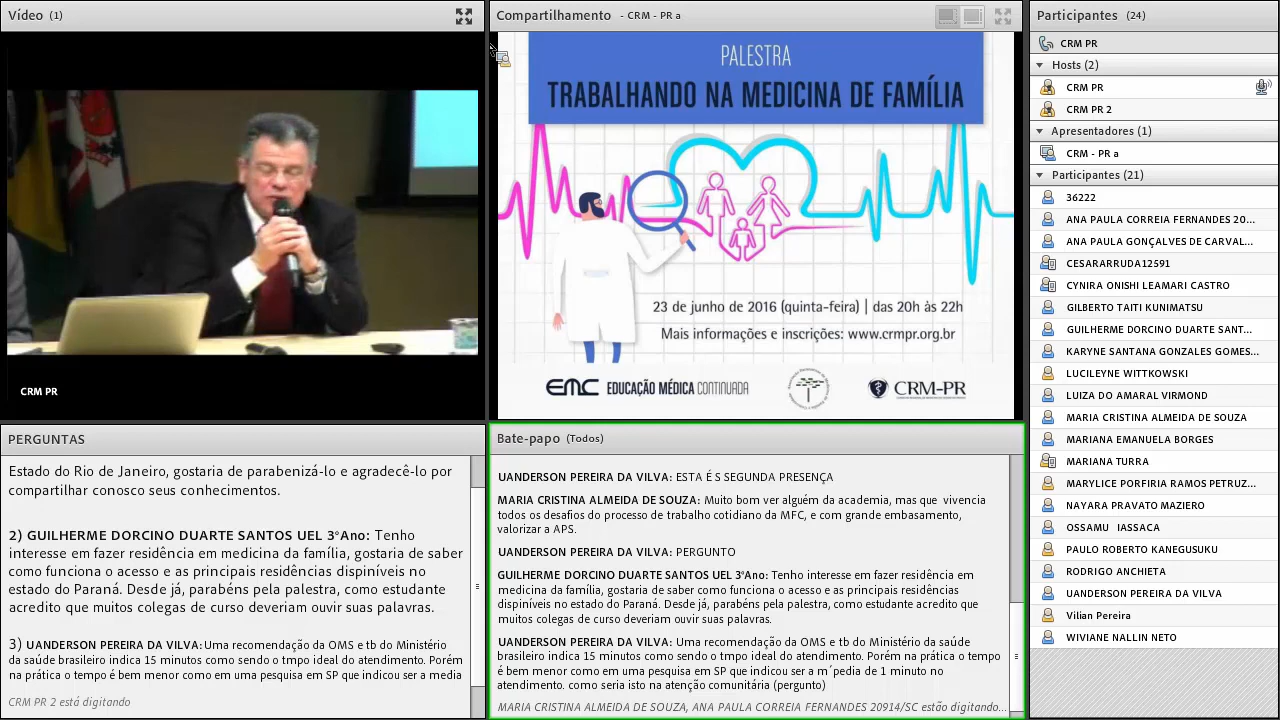 Vídeo (1)
CRM PR
Compartilhamento - CRM - PR a
PALESTRA
TRABALHANDO NA MEDICINA DE FAMÍLIA
23 de junho de 2016 (quinta-feira) | das 20h às 22h
Mais informações e inscrições: www.crmpr.org.br
EMC EDUCAÇÃO MÉDICA CONTINUADA
CRM-PR
PERGUNTAS
Estado do Rio de Janeiro, gostaria de parabenizá-lo e agradecê-lo por
compartilhar conosco seus conhecimentos.
2) GUILHERME DORCINO DUARTE SANTOS UEL 3ºAno: Tenho
interesse em fazer residência em medicina da família, gostaria de saber
como funciona o acesso e as principais residências dispiníveis no
estado do Paraná. Desde já, parabéns pela palestra, como estudante
acredito que muitos colegas de curso deveriam ouvir suas palavras.
3) UANDERSON PEREIRA DA VILVA: Uma recomendação da OMS e tb do Ministério
da saúde brasileiro indica 15 minutos como sendo o tmpo ideal do atendimento. Porém
na prática o tempo é bem menor como em uma pesquisa em SP que indicou ser a media
CRM PR 2 está digitando
Bate-papo (Todos)
UANDERSON PEREIRA DA VILVA: ESTA É S SEGUNDA PRESENÇA
MARIA CRISTINA ALMEIDA DE SOUZA: Muito bom ver alguém da academia, mas que vivencia
todos os desafios do processo de trabalho cotidiano da MFC, e com grande embasamento,
valorizar a APS.
UANDERSON PEREIRA DA VILVA: PERGUNTO
GUILHERME DORCINO DUARTE SANTOS UEL 3ºAno: Tenho interesse em fazer residência em
medicina da família, gostaria de saber como funciona o acesso e as principais residências
dispiníveis no estado do Paraná. Desde já, parabéns pela palestra, como estudante acredito que
muitos colegas de curso deveriam ouvir suas palavras.
UANDERSON PEREIRA DA VILVA: Uma recomendação da OMS e tb do Ministério da saúde
brasileiro indica 15 minutos como sendo o tmpo ideal do atendimento. Porém na prática o tempo
é bem menor como em uma pesquisa em SP que indicou ser a m´pedia de 1 minuto no
atendimento. como seria isto na atenção comunitária (pergunto)
MARIA CRISTINA ALMEIDA DE SOUZA, ANA PAULA CORREIA FERNANDES 20914/SC estão digitando...
Participantes (24)
CRM PR
Hosts (2)
CRM PR
CRM PR 2
Apresentadores (1)
CRM - PR a
Participantes (21)
36222
ANA PAULA CORREIA FERNANDES 20...
ANA PAULA GONÇALVES DE CARVAL...
CESARARRUDA12591
CYNIRA ONISHI LEAMARI CASTRO
GILBERTO TAITI KUNIMATSU
GUILHERME DORCINO DUARTE SANT...
KARYNE SANTANA GONZALES GOMES...
LUCILEYNE WITTKOWSKI
LUIZA DO AMARAL VIRMOND
MARIA CRISTINA ALMEIDA DE SOUZA
MARIANA EMANUELA BORGES
MARIANA TURRA
MARYLICE PORFIRIA RAMOS PETRUZ...
NAYARA PRAVATO MAZIERO
OSSAMU IASSACA
PAULO ROBERTO KANEGUSUKU
RODRIGO ANCHIETA
UANDERSON PEREIRA DA VILVA
Vilian Pereira
WIVIANE NALLIN NETO